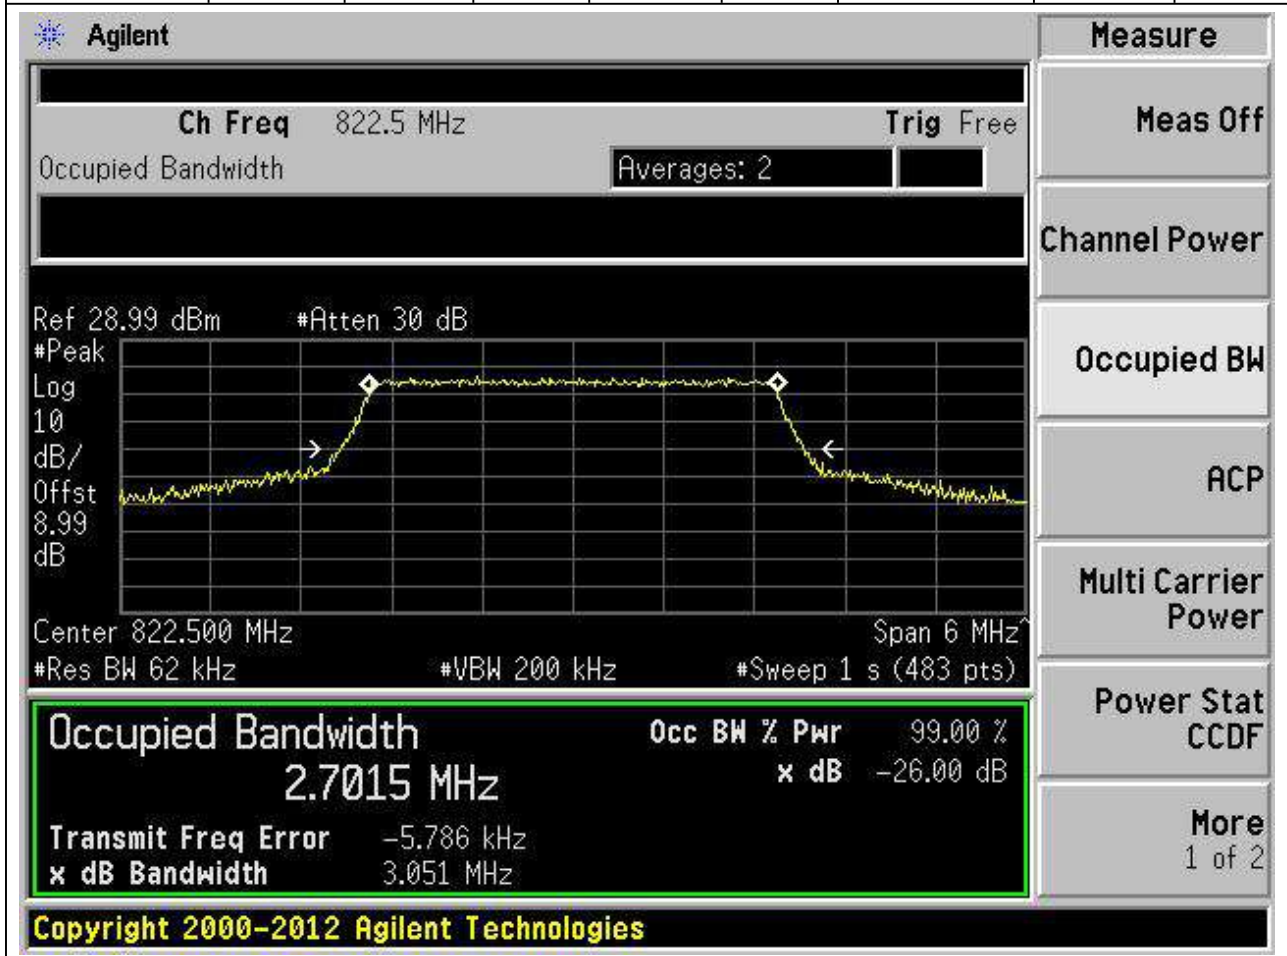 Agilent
Measure
Ch Freq 822.5 MHz Trig Free
Occupied Bandwidth Averages: 2
Meas Off
Channel Power
Occupied BW
ACP
Multi Carrier
Power
Power Stat
CCDF
More
1 of 2
Ref 28.99 dBm #Atten 30 dB
#Peak
Log
10
dB/
Offst
8.99
dB
Center 822.500 MHz Span 6 MHz^
#Res BW 62 kHz #VBW 200 kHz #Sweep 1 s (483 pts)
Occupied Bandwidth Occ BW % Pwr 99.00 %
2.7015 MHz x dB -26.00 dB
Transmit Freq Error -5.786 kHz
x dB Bandwidth 3.051 MHz
Copyright 2000-2012 Agilent Technologies